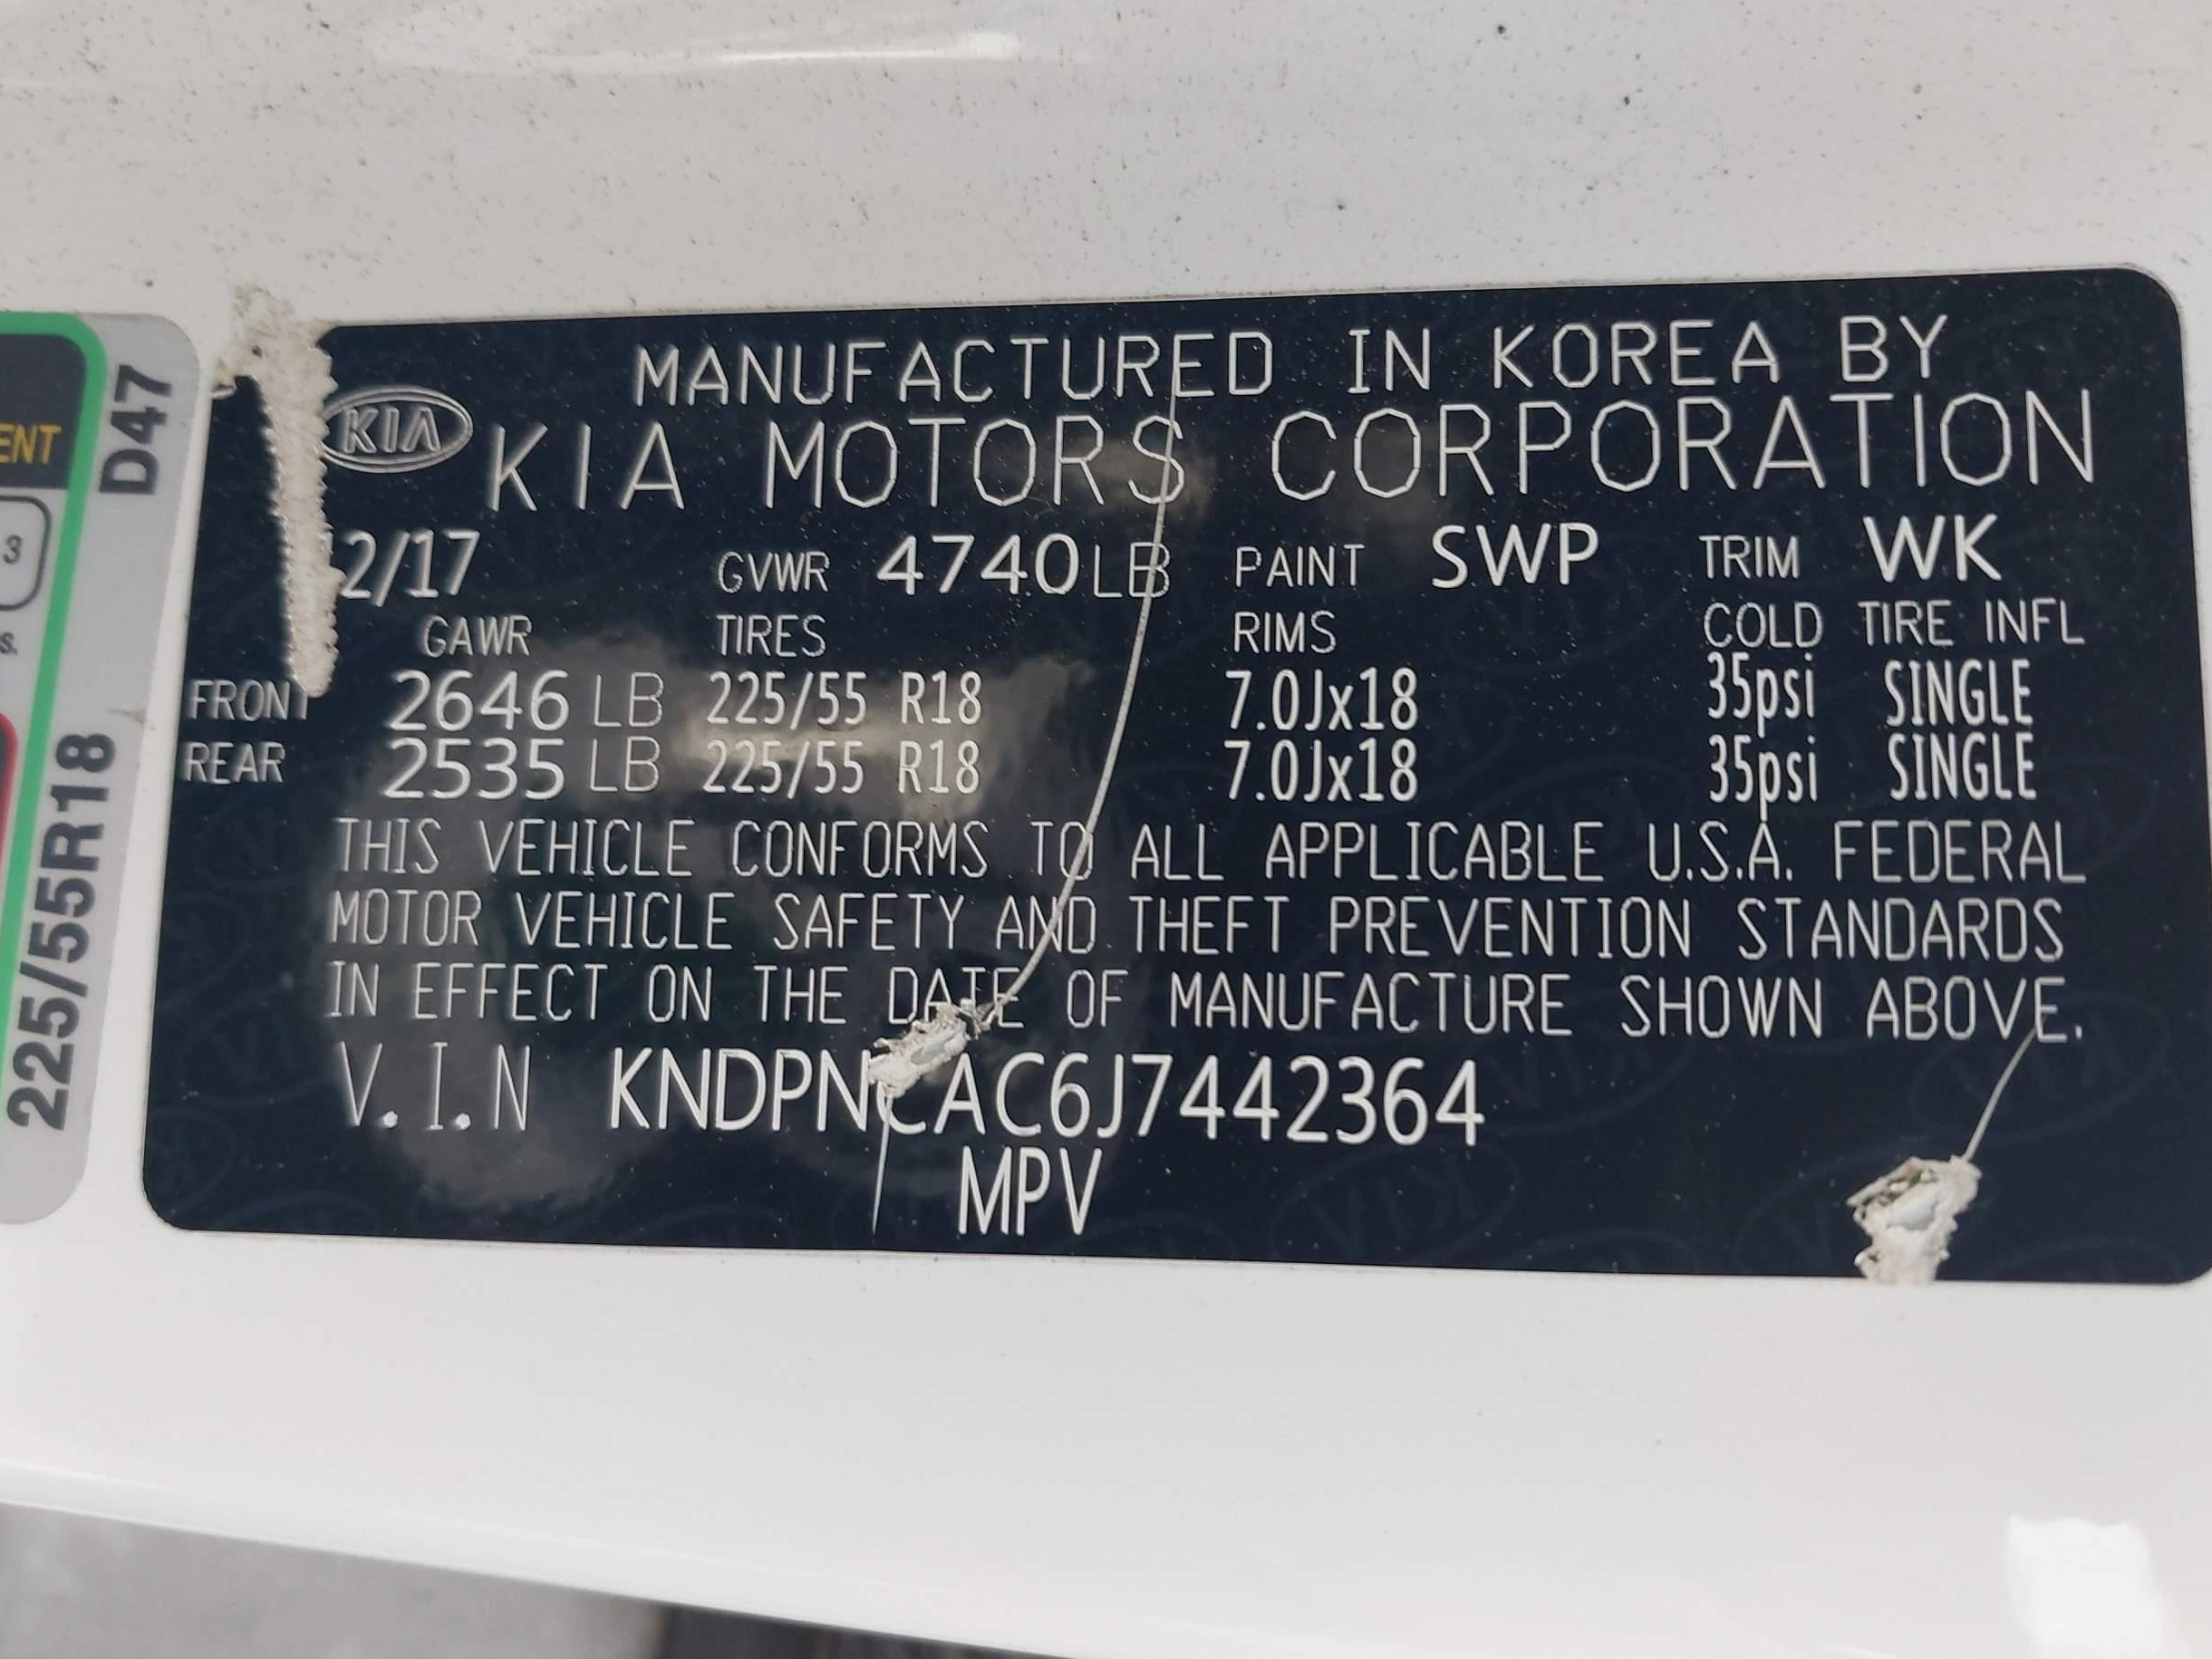 MANUFACTURED IN KOREA BY
KIA
KIA MOTORS CORPORATION
2/17 GVWR 4740LB PAINT SWP TRIM WK
GAWR TIRES RIMS COLD TIRE INFL
FRONT 2646 LB 225/55 R18 7.0Jx18 35psi SINGLE
REAR 2535 LB 225/55 R18 7.0Jx18 35psi SINGLE
THIS VEHICLE CONFORMS TO ALL APPLICABLE U.S.A. FEDERAL
MOTOR VEHICLE SAFETY AND THEFT PREVENTION STANDARDS
IN EFFECT ON THE DATE OF MANUFACTURE SHOWN ABOVE.
V.I.N KNDPNCAC6J7442364
MPV
D47
225/55R18
ENT
3
s.